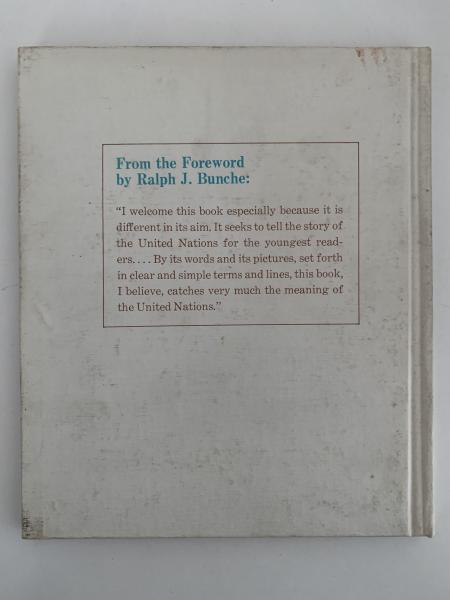 From the Foreword
by Ralph J. Bunche:
“I welcome this book especially because it is
different in its aim. It seeks to tell the story of
the United Nations for the youngest read-
ers. . . . By its words and its pictures, set forth
in clear and simple terms and lines, this book,
I believe, catches very much the meaning of
the United Nations.”